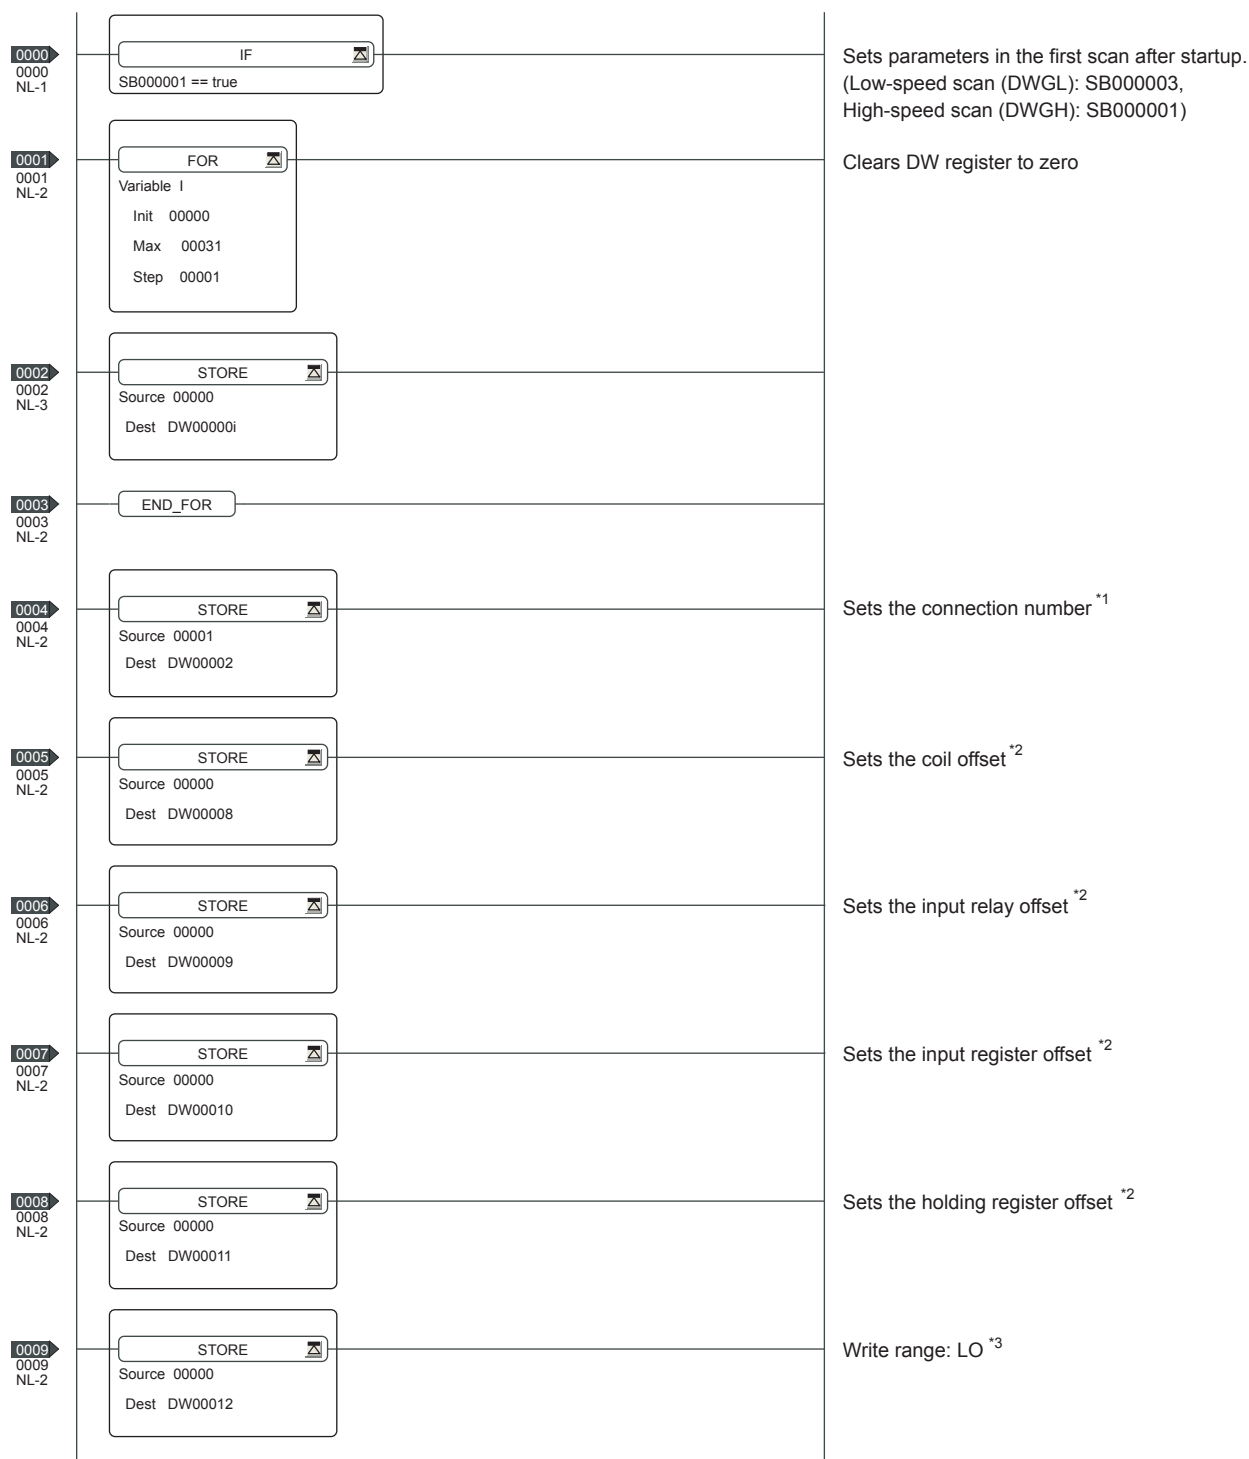 0000
0000
NL-1
IF
SB000001 == true
Sets parameters in the first scan after startup.
(Low-speed scan (DWGL): SB000003,
High-speed scan (DWGH): SB000001)
0001
0001
NL-2
FOR
Variable I
Init 00000
Max 00031
Step 00001
Clears DW register to zero
0002
0002
NL-3
STORE
Source 00000
Dest DW00000i
0003
0003
NL-2
END_FOR
0004
0004
NL-2
STORE
Source 00001
Dest DW00002
Sets the connection number *1
0005
0005
NL-2
STORE
Source 00000
Dest DW00008
Sets the coil offset *2
0006
0006
NL-2
STORE
Source 00000
Dest DW00009
Sets the input relay offset *2
0007
0007
NL-2
STORE
Source 00000
Dest DW00010
Sets the input register offset *2
0008
0008
NL-2
STORE
Source 00000
Dest DW00011
Sets the holding register offset *2
0009
0009
NL-2
STORE
Source 00000
Dest DW00012
Write range: LO *3